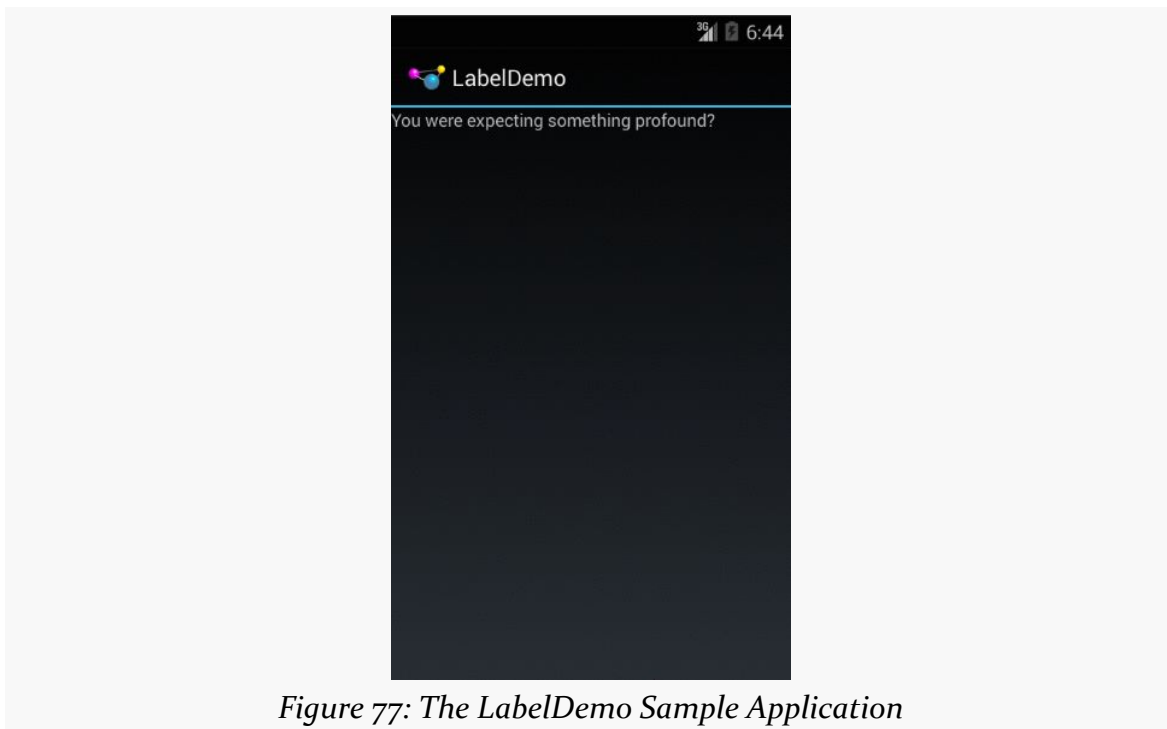 3G 6:44
LabelDemo
You were expecting something profound?
Figure 77: The LabelDemo Sample Application